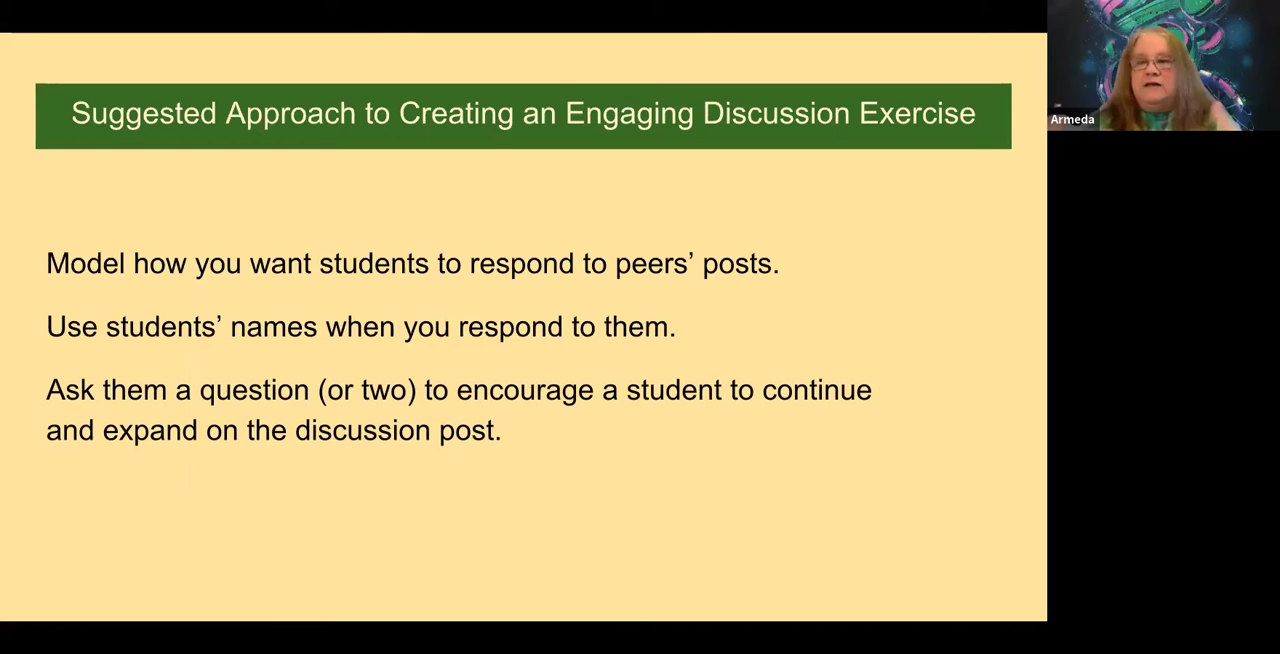 Suggested Approach to Creating an Engaging Discussion Exercise
Armeda
Model how you want students to respond to peers’ posts.
Use students’ names when you respond to them.
Ask them a question (or two) to encourage a student to continue
and expand on the discussion post.